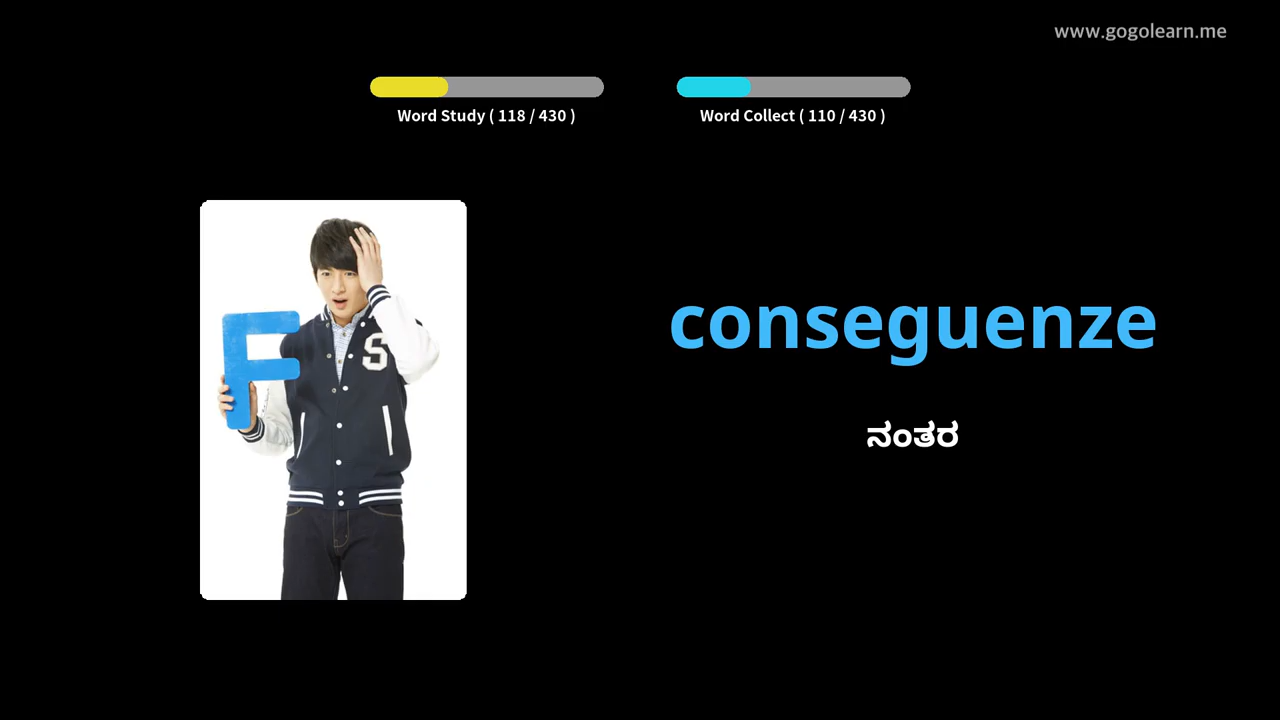 www.gogolearn.me
Word Study ( 118 / 430 )
Word Collect ( 110 / 430 )
F
S
conseguenze
ನಂತರ